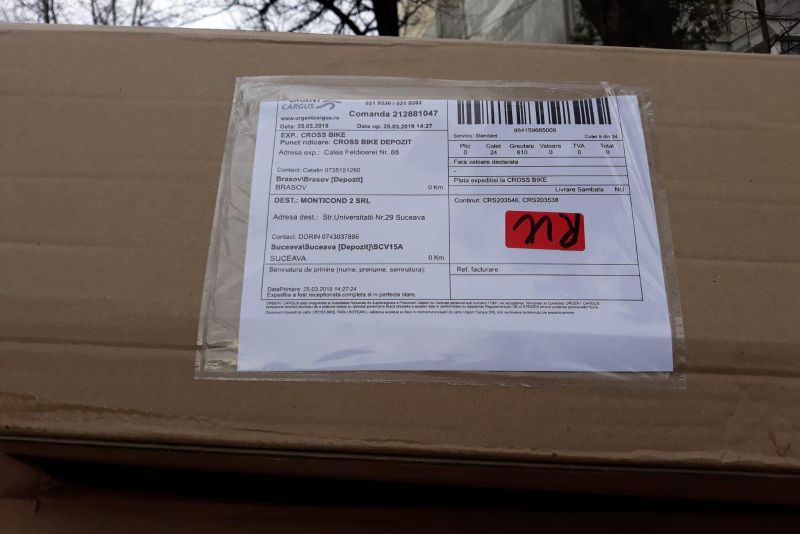 URGENT
CARGUS
www.urgentcargus.ro
021 9330 / 021 9282
Comanda 212881047
Data: 25.03.2019
Data op. 25.03.2019 14:27
EXP.: CROSS BIKE
Punct ridicare: CROSS BIKE DEPOZIT
Adresa exp.: Calea Feldioarei Nr. 88
Contact: Catalin 0735151280
Brasov\Brasov [Depozit]
BRASOV 0 Km
DEST.: MONTICOND 2 SRL
Adresa dest.: Str.Universitatii Nr,29 Suceava
Contact: DORIN 0743037896
Suceava\Suceava [Depozit]\SCV15A
SUCEAVA 0 Km
Semnatura de primire (nume, prenume, semnatura):
DataPrintare 25.03.2019 14:27:24
Expeditia a fost receptionata completa si in perfecta stare.
864159665009
Serviciu: Standard Colet 9 din 24
Plic Colet Greutate Valoare TVA Total
0 24 610 0 0 0
Fara valoare declarata
-
Plata expeditiei la CROSS BIKE
Livrare Sambata NU
Continut: CRS203546, CRS203538
RU
Ref. facturare: